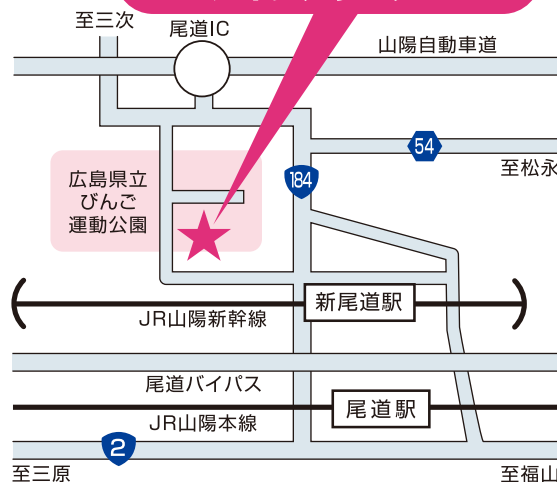 至三次
尾道IC
山陽自動車道
54
至松永
184
広島県立
びんご
運動公園
新尾道駅
JR山陽新幹線
尾道バイパス
尾道駅
JR山陽本線
2
至三原
至福山